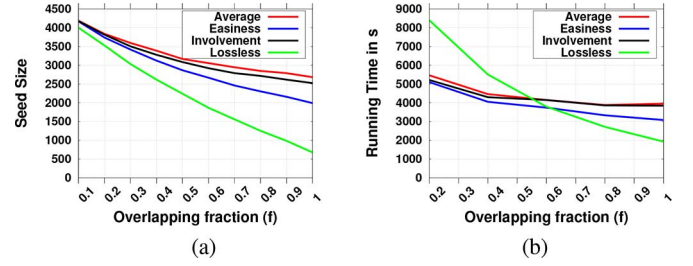 4500
4000
3500
3000
2500
2000
1500
1000
500
0
Seed Size
Average
Easiness
Involvement
Lossless
0.1
0.2
0.3
0.4
0.5
0.6
0.7
0.8
0.9
1
Overlapping fraction (f)
(a)
9000
8000
7000
6000
5000
4000
3000
2000
1000
0
Running Time in s
Average
Easiness
Involvement
Lossless
0.2
0.3
0.4
0.5
0.6
0.7
0.8
0.9
1
Overlapping fraction (f)
(b)